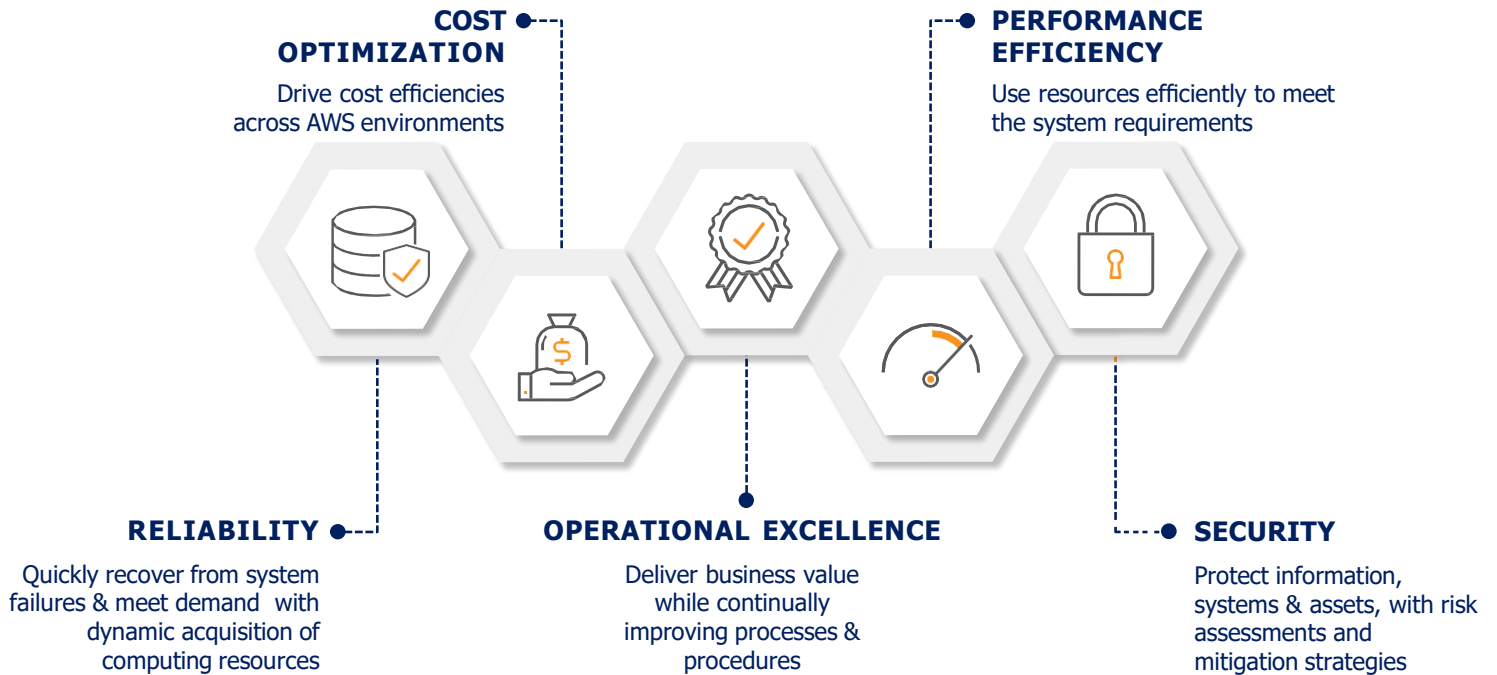 COST
OPTIMIZATION
Drive cost efficiencies
across AWS environments
PERFORMANCE
EFFICIENCY
Use resources efficiently to meet
the system requirements
$
RELIABILITY
Quickly recover from system
failures & meet demand  with
dynamic acquisition of
computing resources
OPERATIONAL EXCELLENCE
Deliver business value
while continually
improving processes &
procedures
SECURITY
Protect information,
systems & assets, with risk
assessments and
mitigation strategies